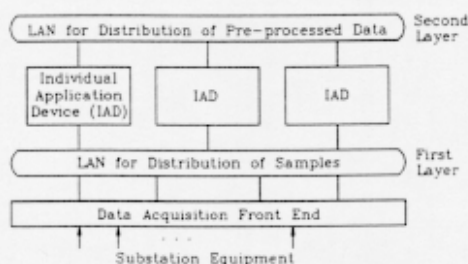 LAN for Distribution of Pre-processed Data
Second
Layer
Individual
Application
Device (IAD)
IAD
IAD
LAN for Distribution of Samples
First
Layer
Data Acquisition Front End
. . .
Substation Equipment